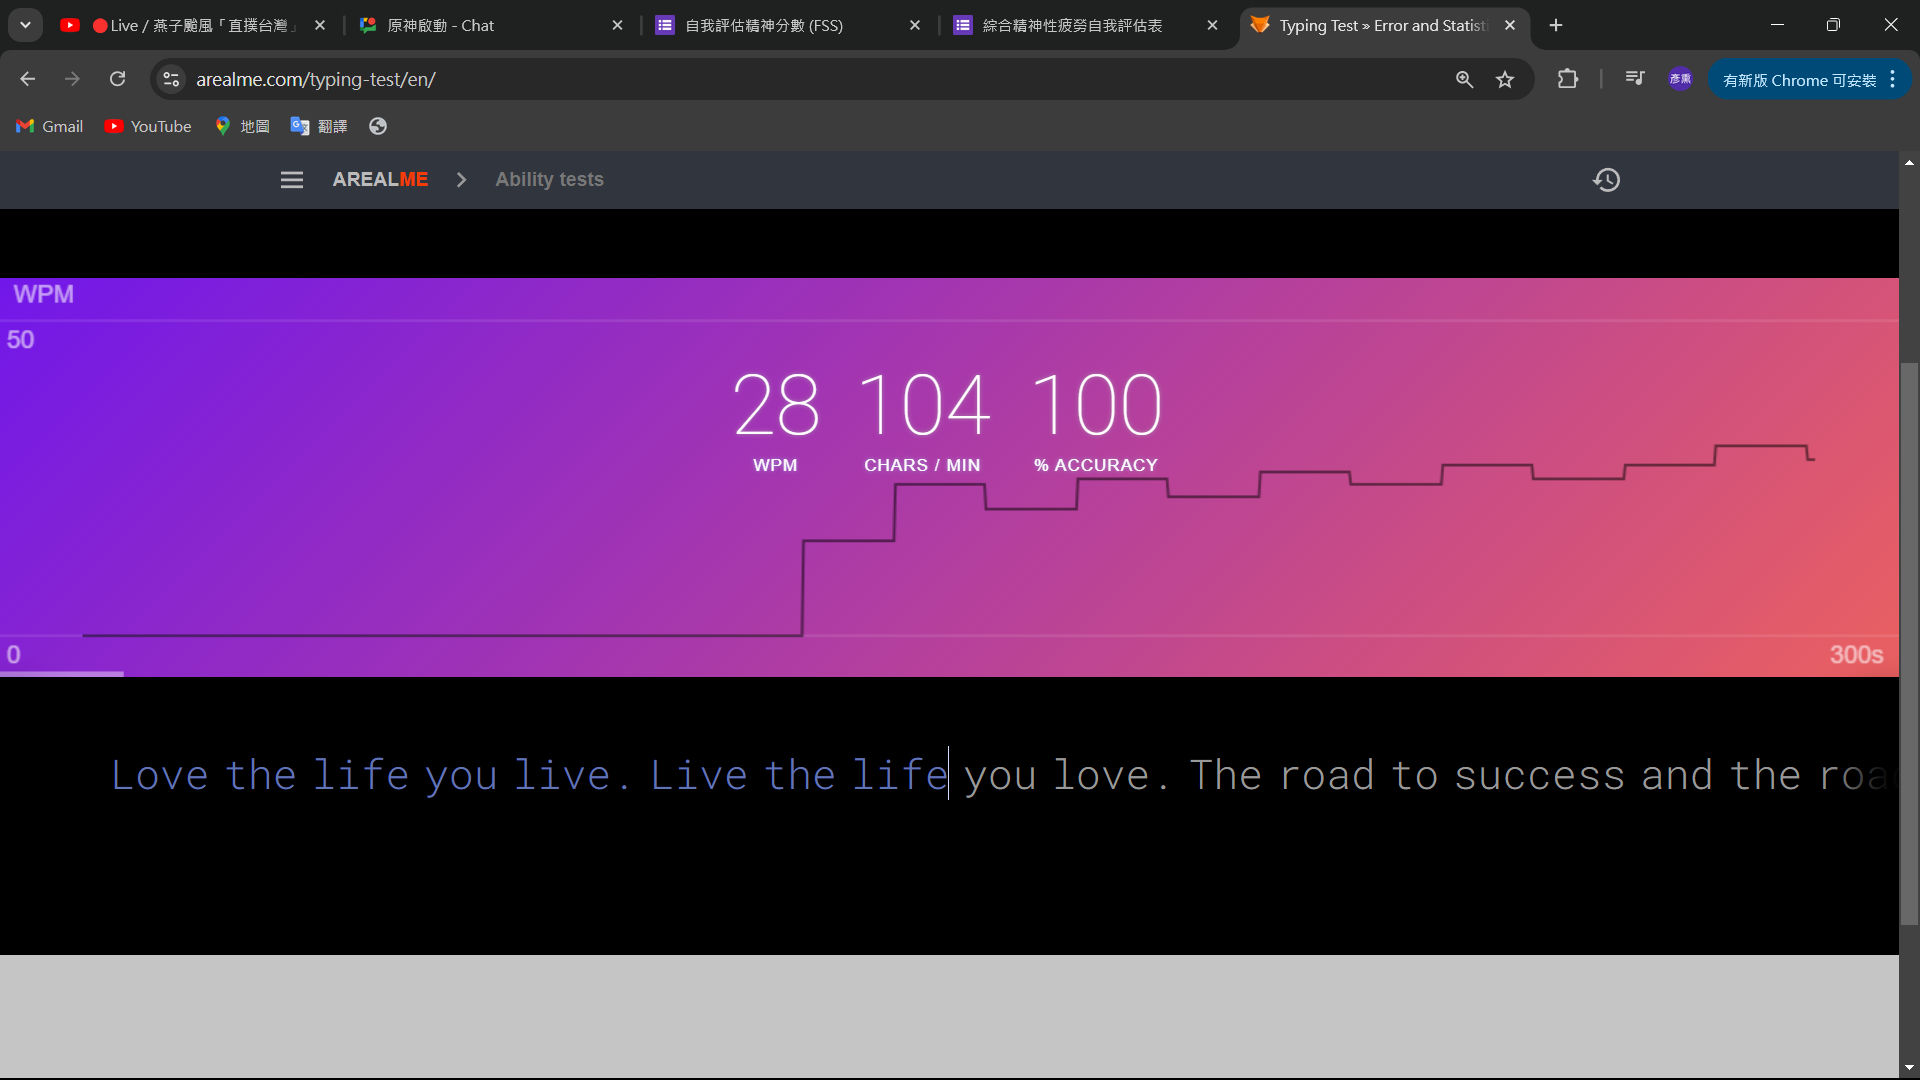 Live / 燕子颱風「直撲台灣」
原神啟動 - Chat
自我評估精神分數 (FSS)
綜合精神性疲勞自我評估表
Typing Test » Error and Statisti
arealme.com/typing-test/en/
彥熏
有新版 Chrome 可安裝
Gmail
YouTube
地圖
翻譯
AREALME
Ability tests
WPM
50
28 104 100
WPM CHARS / MIN % ACCURACY
0
300s
Love the life you live. Live the life you love. The road to success and the roa